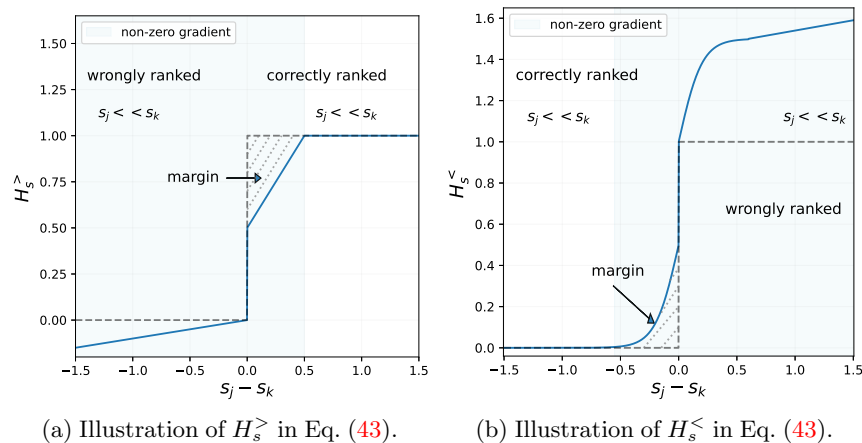 non-zero gradient
wrongly ranked
correctly ranked
s_j << s_k
s_j << s_k
margin
H_s^>
1.50
1.25
1.00
0.75
0.50
0.25
0.00
−1.5 −1.0 −0.5 0.0 0.5 1.0 1.5
s_j − s_k
(a) Illustration of H_s^> in Eq. (43).
non-zero gradient
correctly ranked
s_j << s_k
s_j << s_k
wrongly ranked
margin
H_s^<
1.6
1.4
1.2
1.0
0.8
0.6
0.4
0.2
0.0
−1.5 −1.0 −0.5 0.0 0.5 1.0 1.5
s_j − s_k
(b) Illustration of H_s^< in Eq. (43).